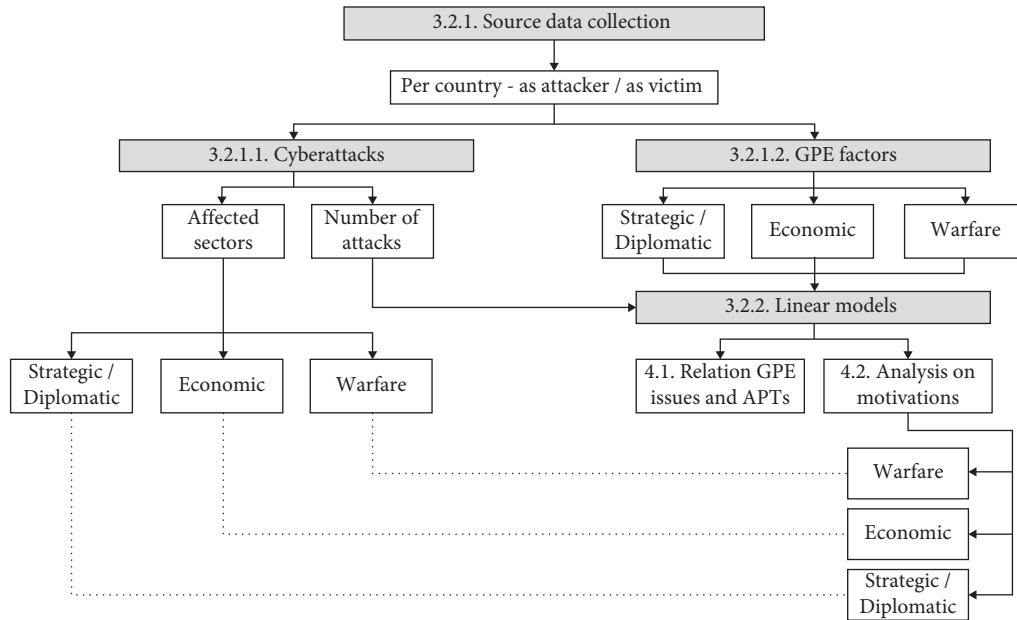 3.2.1. Source data collection
Per country - as attacker / as victim
3.2.1.1. Cyberattacks
3.2.1.2. GPE factors
Affected
sectors
Number of
attacks
Strategic /
Diplomatic
Economic
Warfare
3.2.2. Linear models
Strategic /
Diplomatic
Economic
Warfare
4.1. Relation GPE
issues and APTs
4.2. Analysis on
motivations
Warfare
Economic
Strategic /
Diplomatic